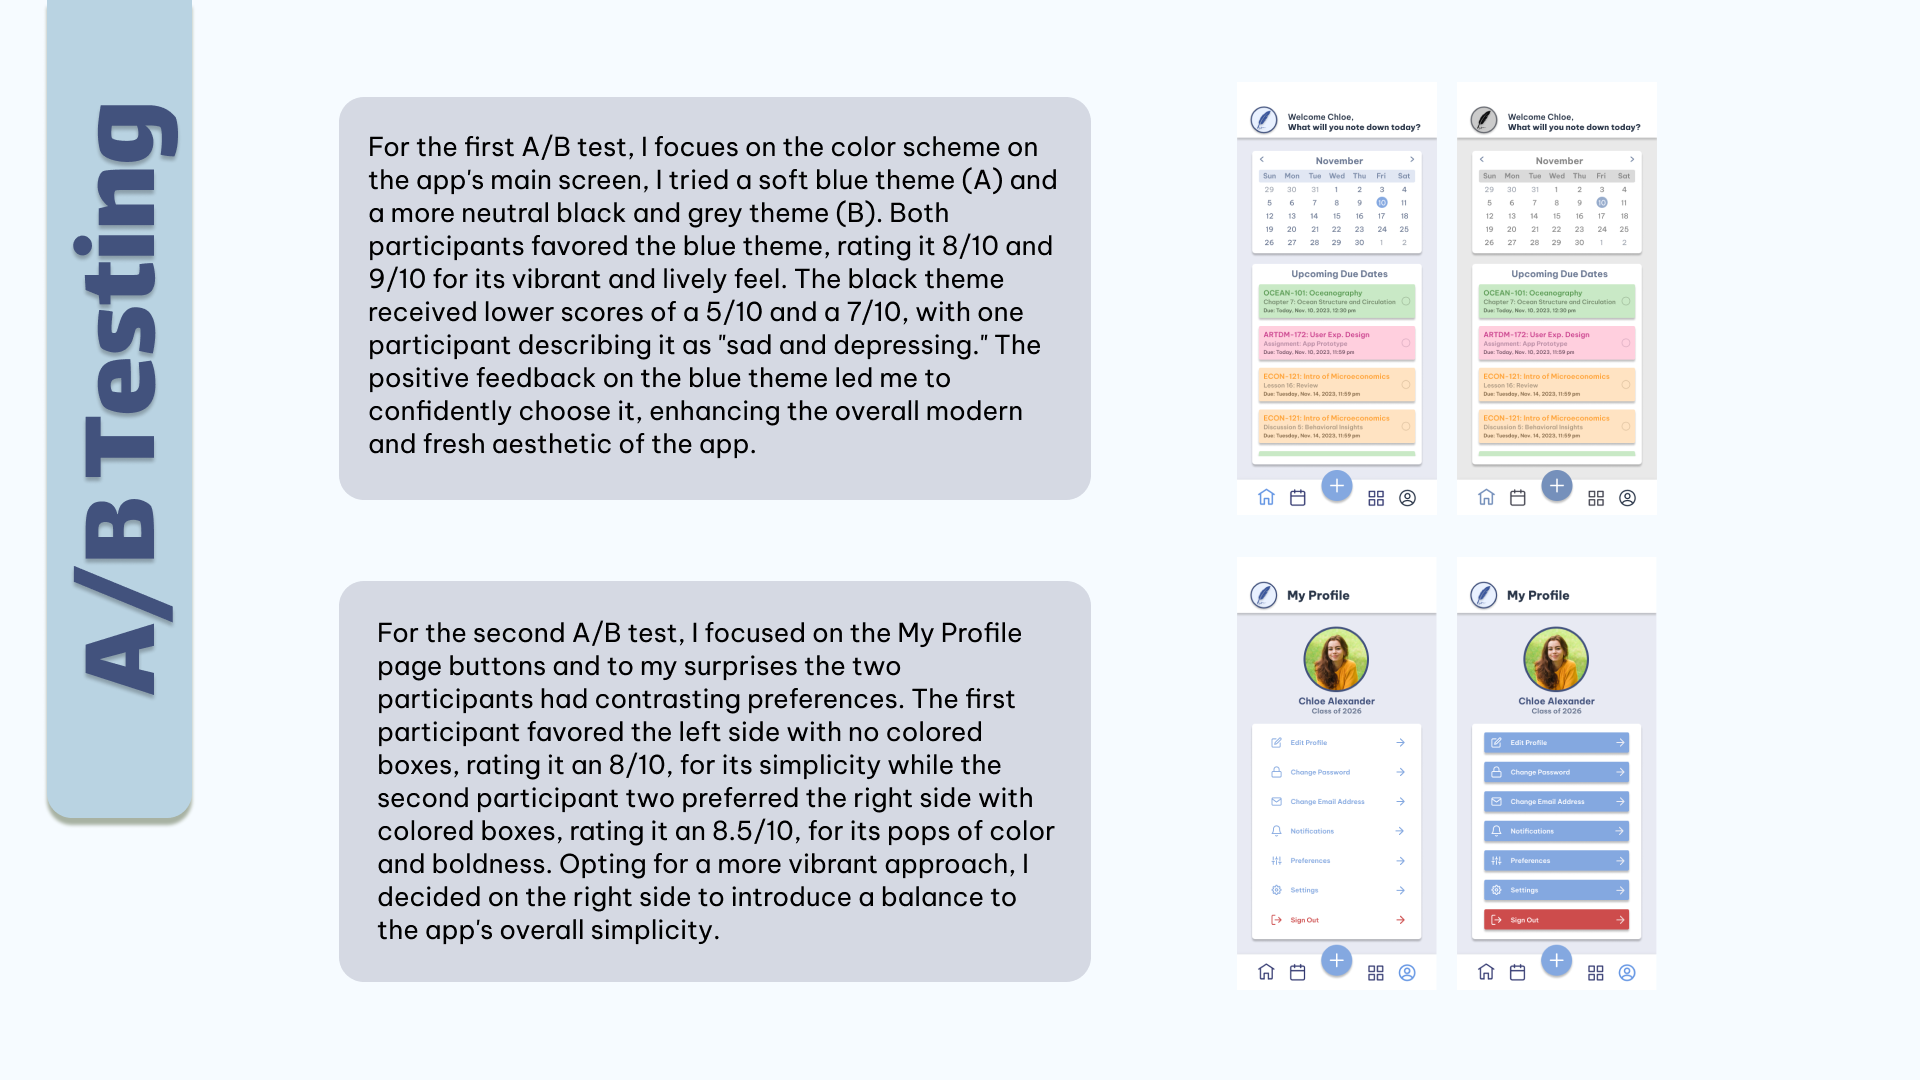 A/B Testing
For the first A/B test, I focues on the color scheme on
the app's main screen, I tried a soft blue theme (A) and
a more neutral black and grey theme (B). Both
participants favored the blue theme, rating it 8/10 and
9/10 for its vibrant and lively feel. The black theme
received lower scores of a 5/10 and a 7/10, with one
participant describing it as "sad and depressing." The
positive feedback on the blue theme led me to
confidently choose it, enhancing the overall modern
and fresh aesthetic of the app.
For the second A/B test, I focused on the My Profile
page buttons and to my surprises the two
participants had contrasting preferences. The first
participant favored the left side with no colored
boxes, rating it an 8/10, for its simplicity while the
second participant two preferred the right side with
colored boxes, rating it an 8.5/10, for its pops of color
and boldness. Opting for a more vibrant approach, I
decided on the right side to introduce a balance to
the app's overall simplicity.
Welcome Chloe,
What will you note down today?
< November >
Sun Mon Tue Wed Thu Fri Sat
29 30 31 1 2 3 4
5 6 7 8 9 10 11
12 13 14 15 16 17 18
19 20 21 22 23 24 25
26 27 28 29 30 1 2
Upcoming Due Dates
OCEAN-101: Oceanography
Chapter 7: Ocean Structure and Circulation
Due: Today, Nov. 10, 2023, 12:30 pm
ARTDM-172: User Exp. Design
Assignment: App Prototype
Due: Today, Nov. 10, 2023, 11:59 pm
ECON-121: Intro of Microeconomics
Lesson 16: Review
Due: Tuesday, Nov. 14, 2023, 11:59 pm
ECON-121: Intro of Microeconomics
Discussion 5: Behavioral Insights
Due: Tuesday, Nov. 14, 2023, 11:59 pm
Welcome Chloe,
What will you note down today?
< November >
Sun Mon Tue Wed Thu Fri Sat
29 30 31 1 2 3 4
5 6 7 8 9 10 11
12 13 14 15 16 17 18
19 20 21 22 23 24 25
26 27 28 29 30 1 2
Upcoming Due Dates
OCEAN-101: Oceanography
Chapter 7: Ocean Structure and Circulation
Due: Today, Nov. 10, 2023, 12:30 pm
ARTDM-172: User Exp. Design
Assignment: App Prototype
Due: Today, Nov. 10, 2023, 11:59 pm
ECON-121: Intro of Microeconomics
Lesson 16: Review
Due: Tuesday, Nov. 14, 2023, 11:59 pm
ECON-121: Intro of Microeconomics
Discussion 5: Behavioral Insights
Due: Tuesday, Nov. 14, 2023, 11:59 pm
My Profile
Chloe Alexander
Class of 2026
Edit Profile
Change Password
Change Email Address
Notifications
Preferences
Settings
Sign Out
My Profile
Chloe Alexander
Class of 2026
Edit Profile
Change Password
Change Email Address
Notifications
Preferences
Settings
Sign Out